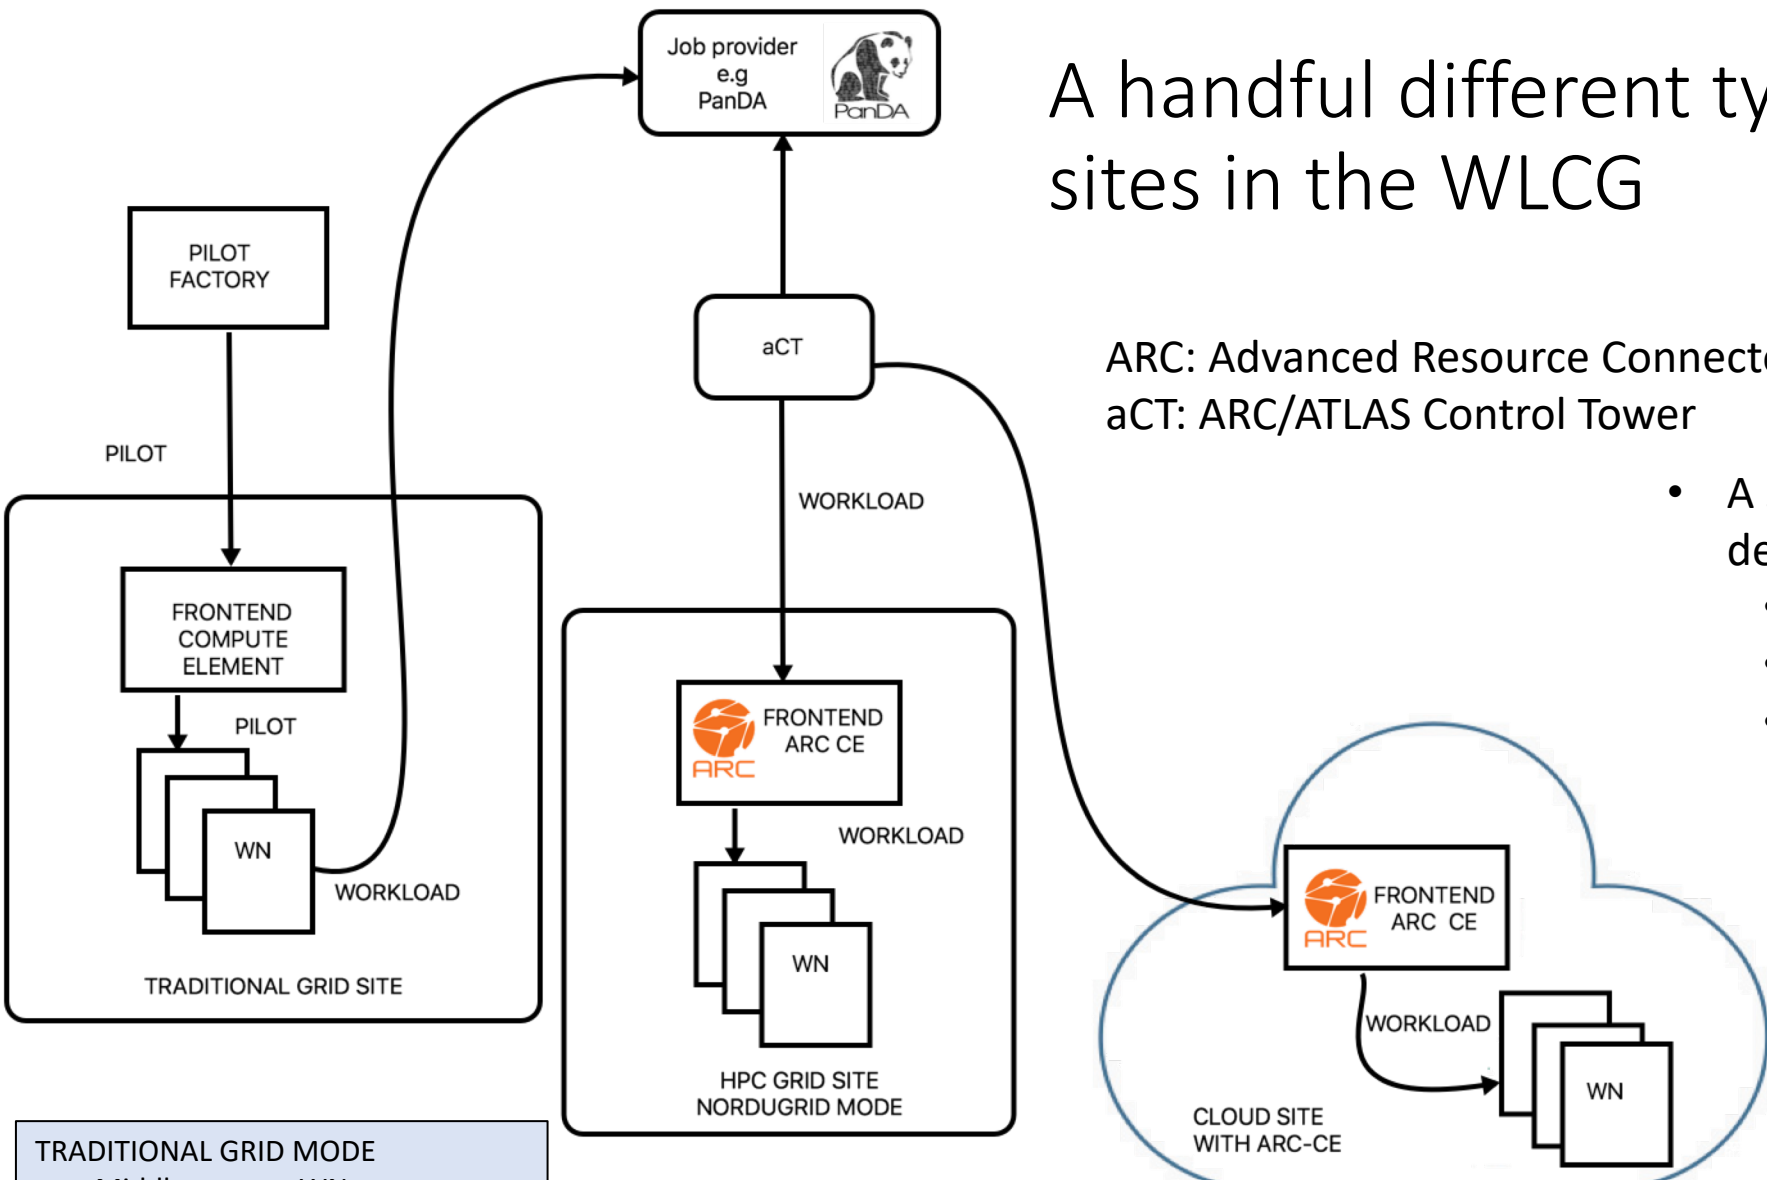 Job provider
e.g
PanDA
PanDA
A handful different ty
sites in the WLCG
PILOT
FACTORY
aCT
ARC: Advanced Resource Connect
aCT: ARC/ATLAS Control Tower
PILOT
WORKLOAD
• A
de
•
•
•
FRONTEND
COMPUTE
ELEMENT
PILOT
WN
WORKLOAD
TRADITIONAL GRID SITE
FRONTEND
ARC CE
ARC
WORKLOAD
WN
HPC GRID SITE
NORDUGRID MODE
FRONTEND
ARC CE
ARC
WORKLOAD
WN
CLOUD SITE
WITH ARC-CE
TRADITIONAL GRID MODE